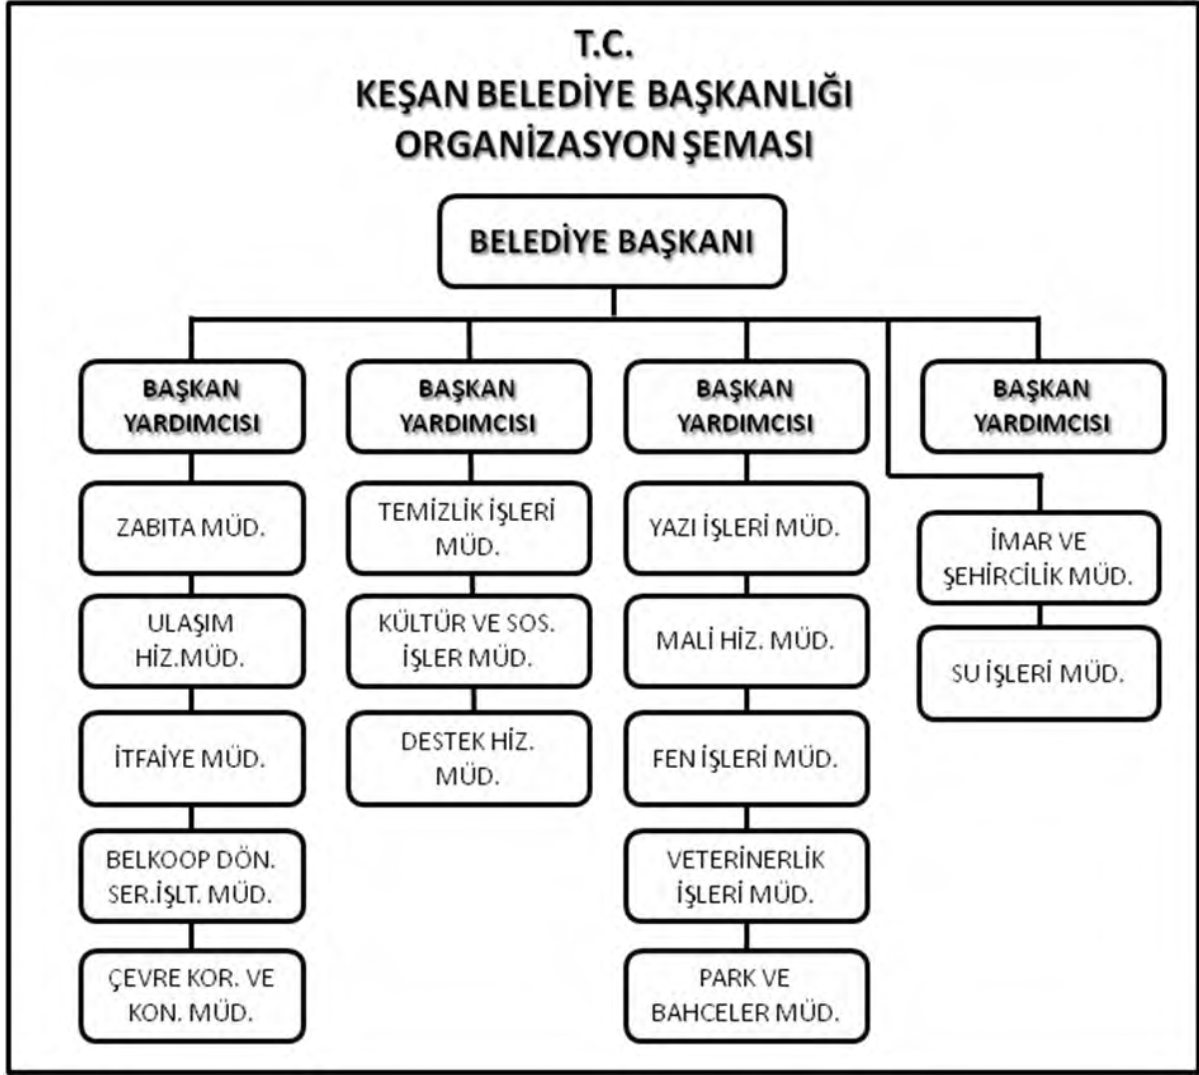 T.C.
KEŞAN BELEDİYE BAŞKANLIĞI
ORGANİZASYON ŞEMASI
BELEDİYE BAŞKANI
BAŞKAN
YARDIMCISI
ZABITA MÜD.
ULAŞIM
HİZ.MÜD.
İTFAİYE MÜD.
BELKOOP DÖN.
SER.İŞLT. MÜD.
ÇEVRE KOR. VE
KON. MÜD.
BAŞKAN
YARDIMCISI
TEMİZLİK İŞLERİ
MÜD.
KÜLTÜR VE SOS.
İŞLER MÜD.
DESTEK HİZ.
MÜD.
BAŞKAN
YARDIMCISI
YAZI İŞLERİ MÜD.
MALİ HİZ. MÜD.
FEN İŞLERİ MÜD.
VETERİNERLİK
İŞLERİ MÜD.
PARK VE
BAHCELER MÜD.
BAŞKAN
YARDIMCISI
İMAR VE
ŞEHİRCİLİK MÜD.
SU İŞLERİ MÜD.